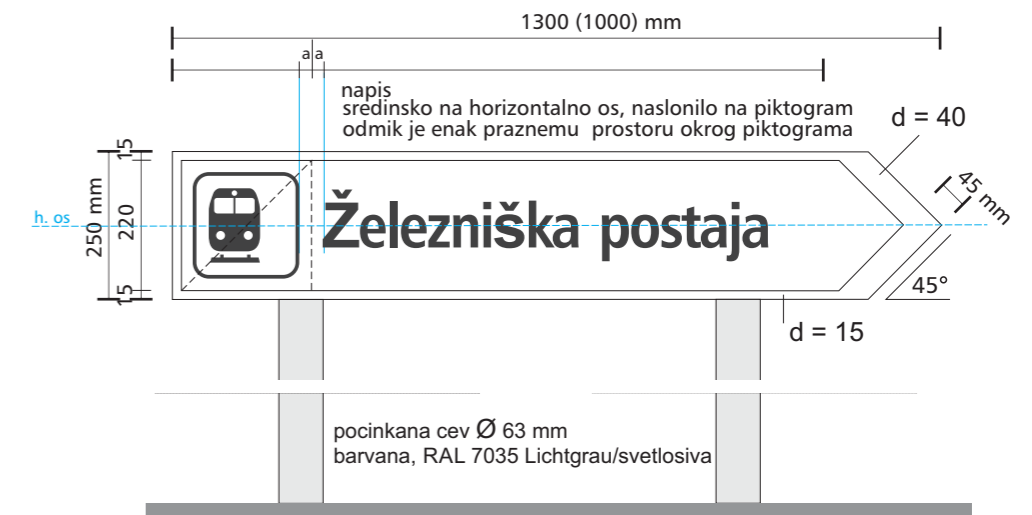 1300 (1000) mm
a a
napis
sredinsko na horizontalno os, naslonilo na piktogram
odmik je enak praznemu prostoru okrog piktograma
d = 40
45 mm
15
h. os
250 mm
220
Železniška postaja
15
45°
d = 15
pocinkana cev Ø 63 mm
barvana, RAL 7035 Lichtgrau/svetlosiva